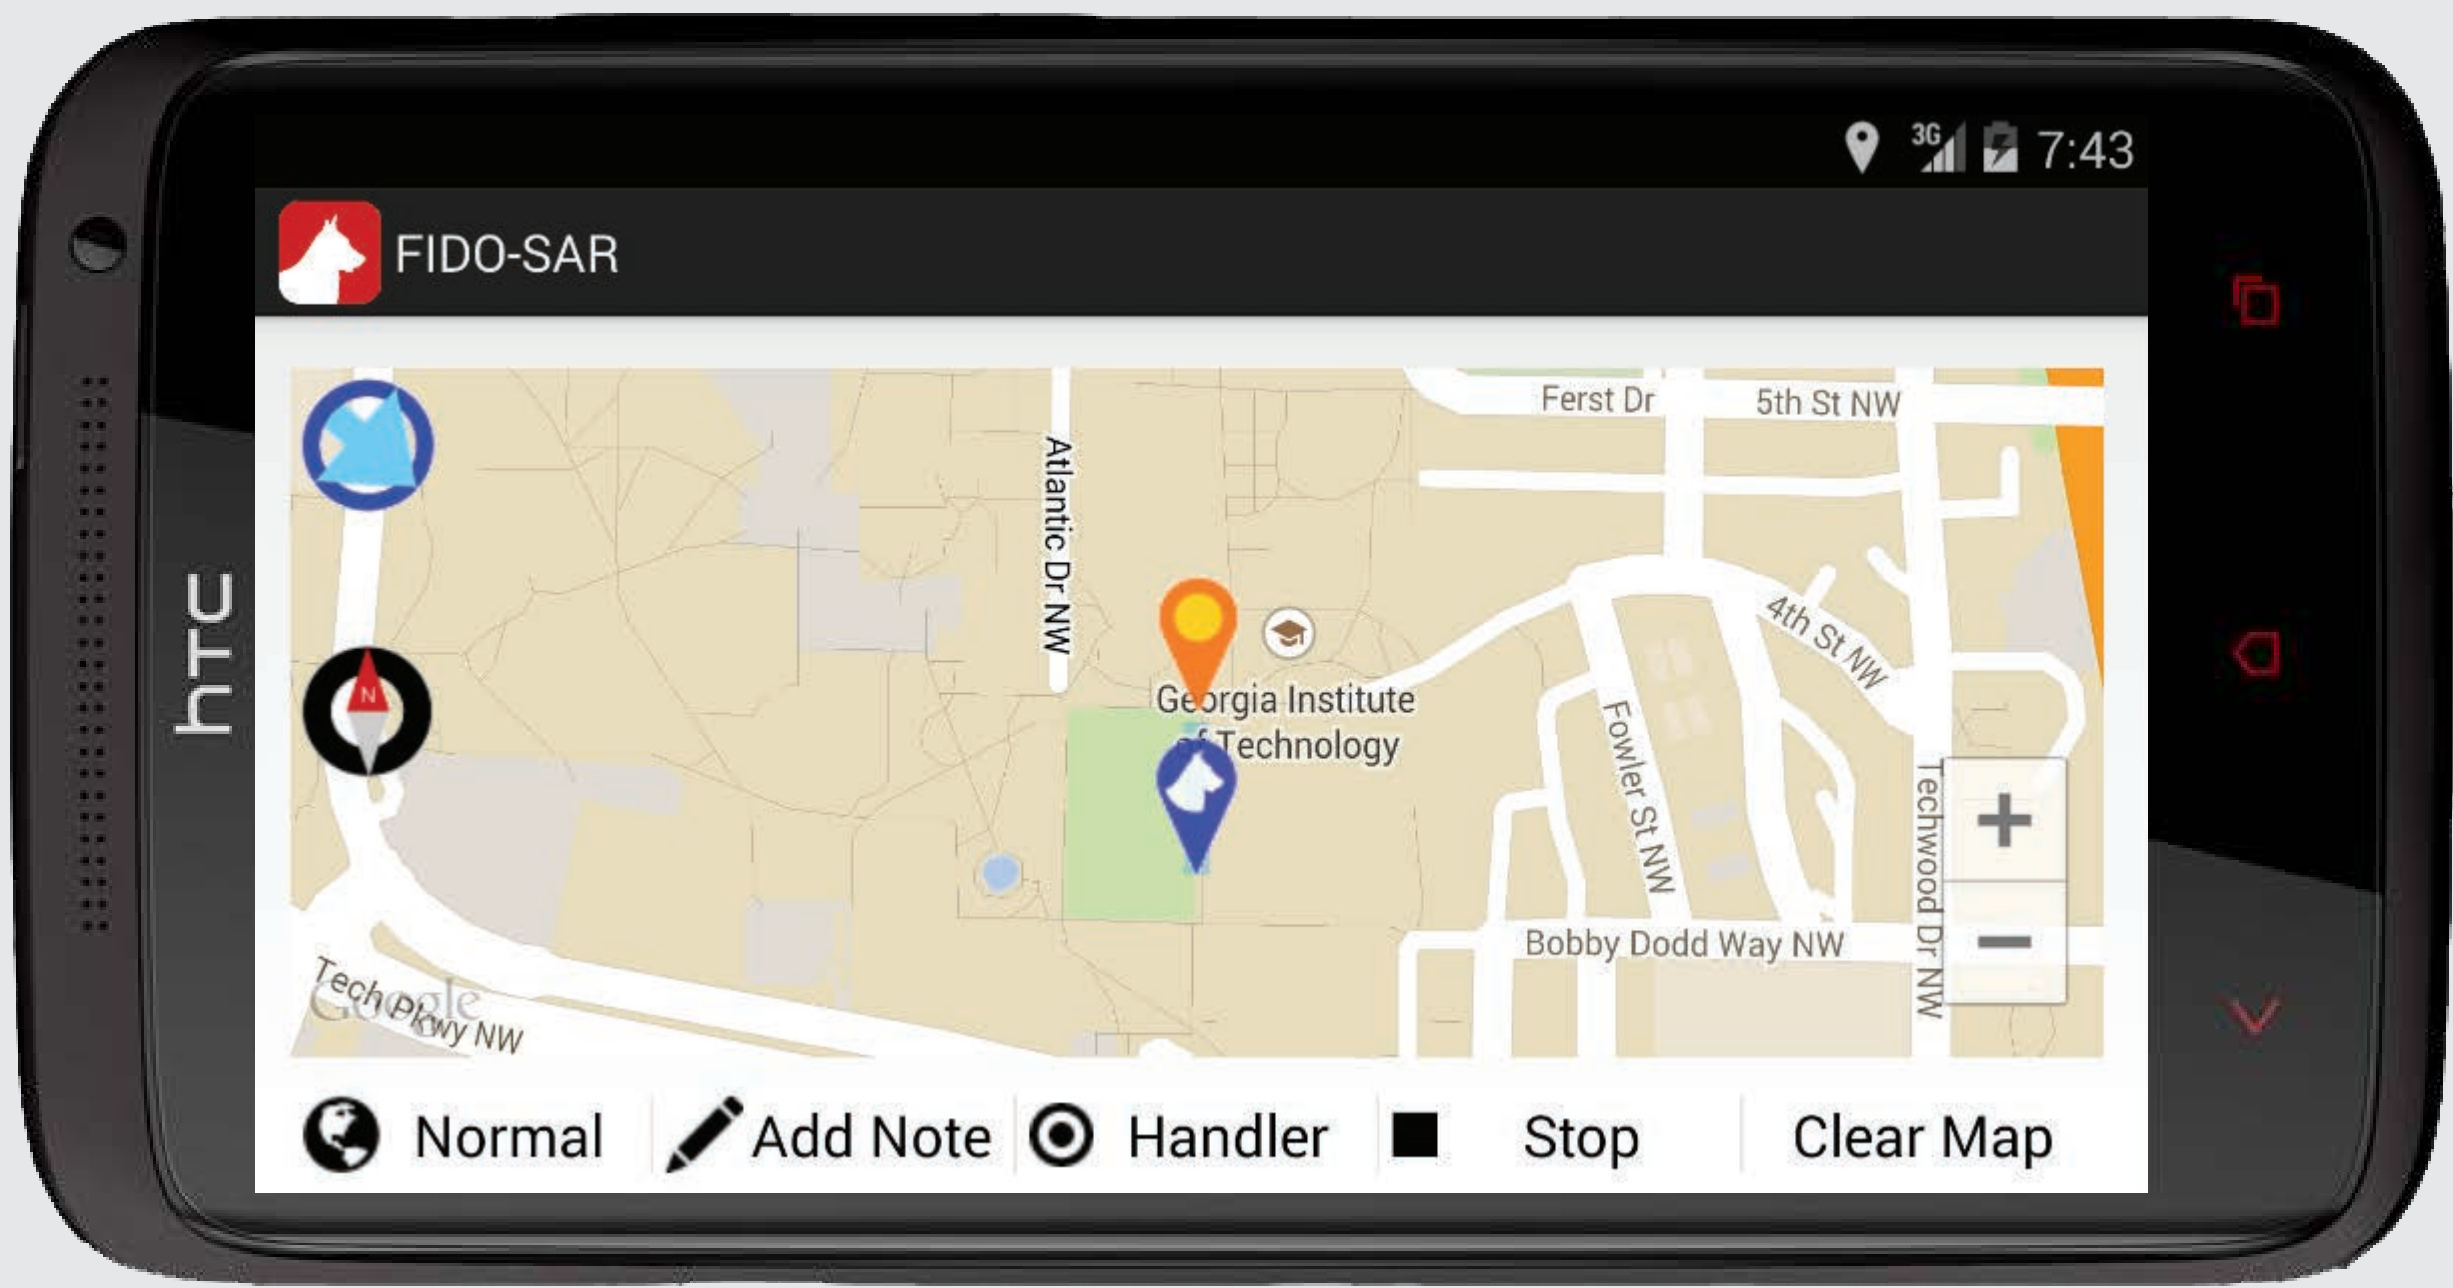 3G 7:43
FIDO-SAR
Ferst Dr
5th St NW
Atlantic Dr NW
4th St NW
N
Georgia Institute
of Technology
Fowler St NW
Techwood Dr NW
+
Bobby Dodd Way NW
−
Google
Tech Pkwy NW
Normal
Add Note
Handler
Stop
Clear Map
hTC